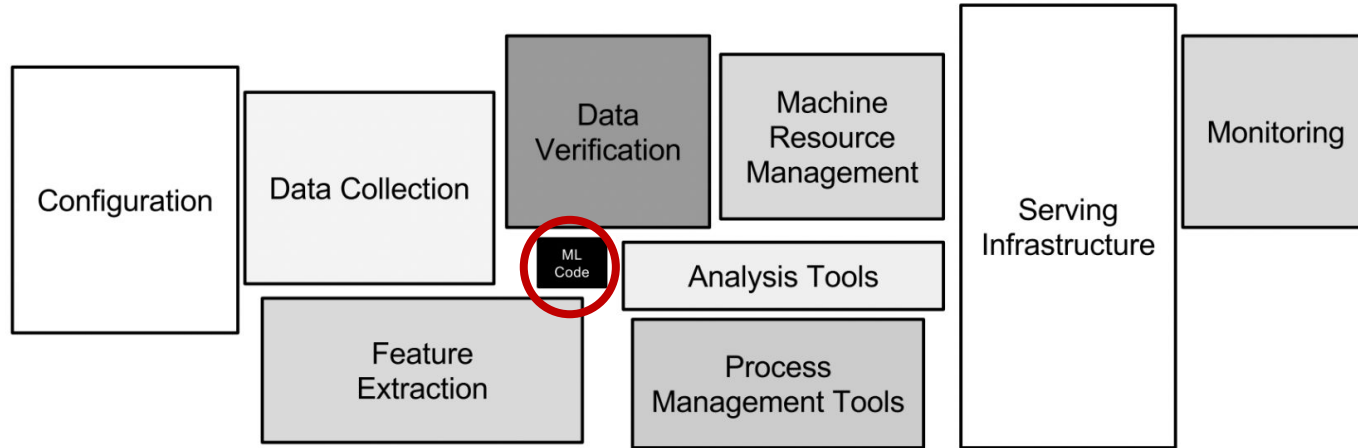 Configuration
Data Collection
Data
Verification
Machine
Resource
Management
Serving
Infrastructure
Monitoring
ML
Code
Analysis Tools
Feature
Extraction
Process
Management Tools